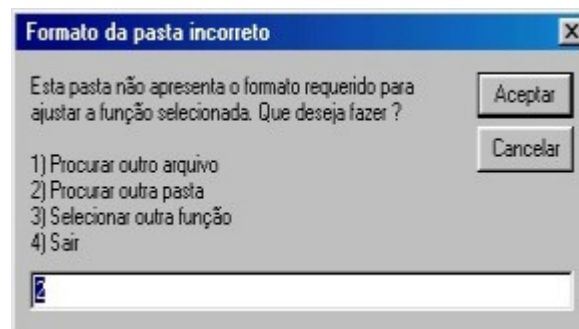 Formato da pasta incorreto
Esta pasta não apresenta o formato requerido para
ajustar a função selecionada. Que deseja fazer ?
Aceptar
Cancelar
1) Procurar outro arquivo
2) Procurar outra pasta
3) Selecionar outra função
4) Sair
2